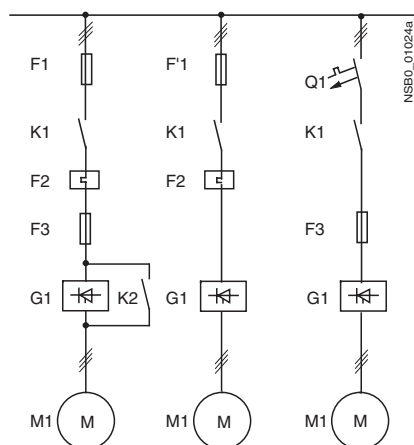 F1 F'1 Q1
NSB0_01024a
K1 K1 K1
F2 F2
F3 F3
G1 K2 G1 G1
M1 M M1 M M1 M